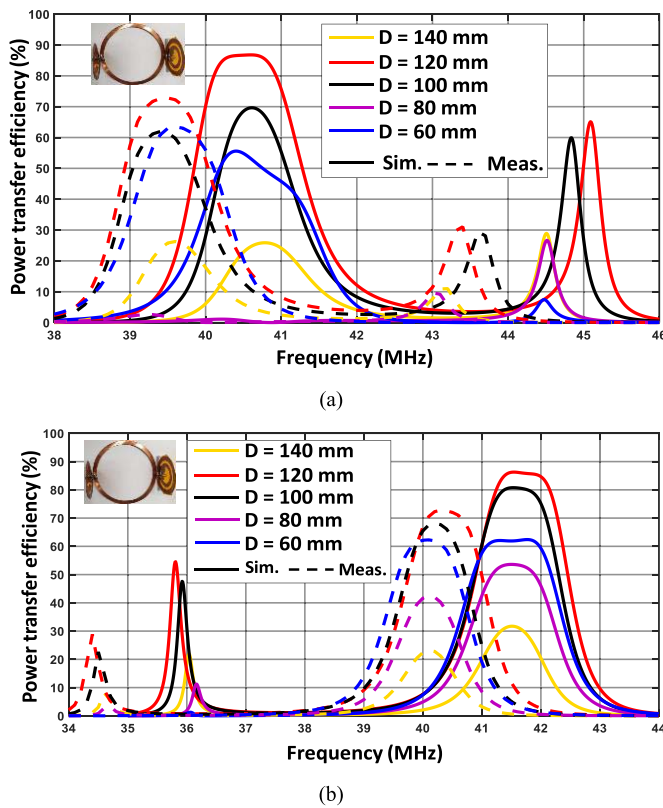 Power transfer efficiency (%)
100
90
80
70
60
50
40
30
20
10
0
D = 140 mm
D = 120 mm
D = 100 mm
D = 80 mm
D = 60 mm
Sim. Meas.
38 39 40 41 42 43 44 45 46
Frequency (MHz)
(a)
Power transfer efficiency (%)
100
90
80
70
60
50
40
30
20
10
0
D = 140 mm
D = 120 mm
D = 100 mm
D = 80 mm
D = 60 mm
Sim. Meas.
34 35 36 37 38 39 40 41 42 43 44
Frequency (MHz)
(b)